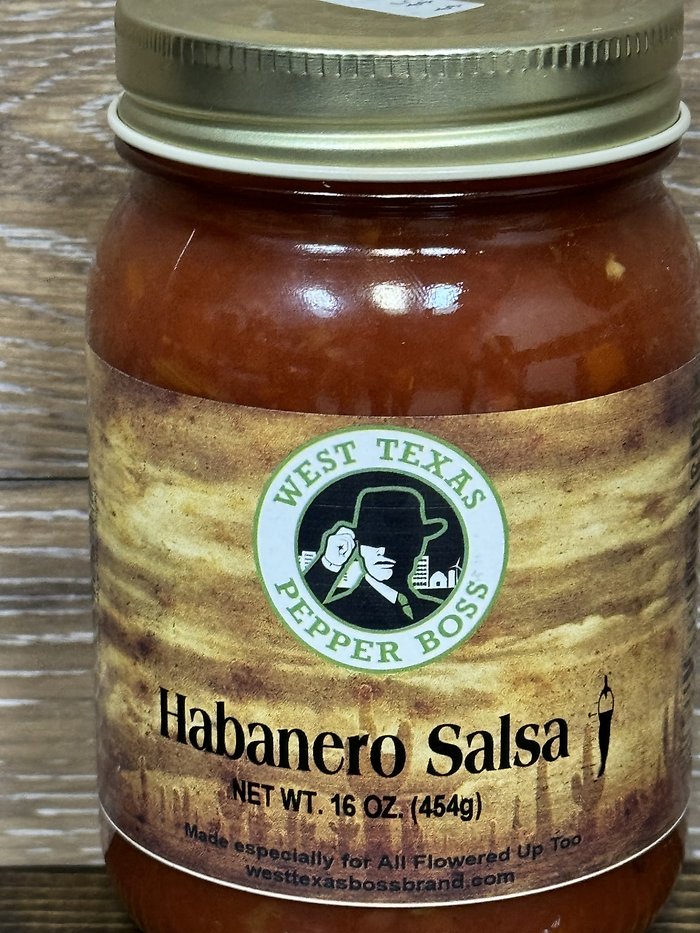 WEST TEXAS
PEPPER BOSS
Habanero Salsa
NET WT. 16 OZ. (454g)
Made especially for All Flowered Up Too
westtexasbossbrand.com